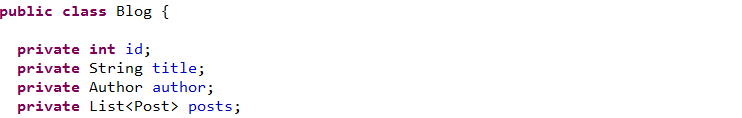 public class Blog {
private int id;
private String title;
private Author author;
private List<Post> posts;